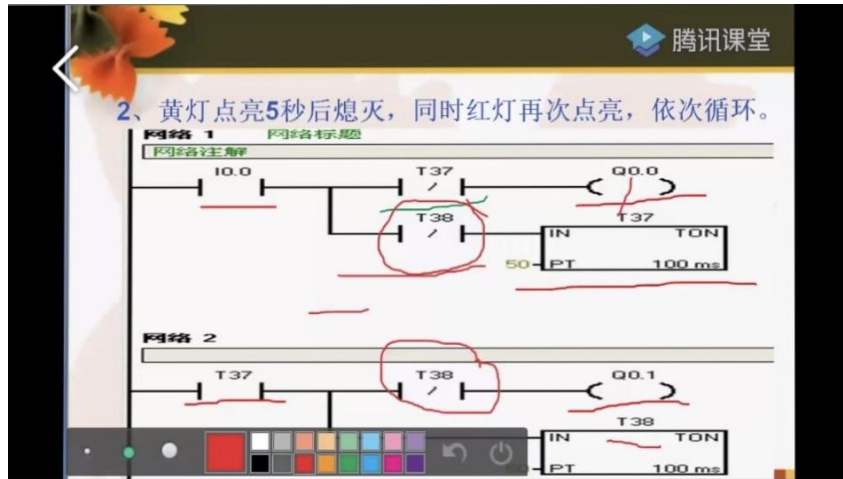 腾讯课堂
2、黄灯点亮5秒后熄灭，同时红灯再次点亮，依次循环。
网络 1 网络标题
网络注解
I0.0 T37 Q0.0
T38 T37
IN TON
50 PT 100 ms
网络 2
T37 T38 Q0.1
T38
IN TON
PT 100 ms